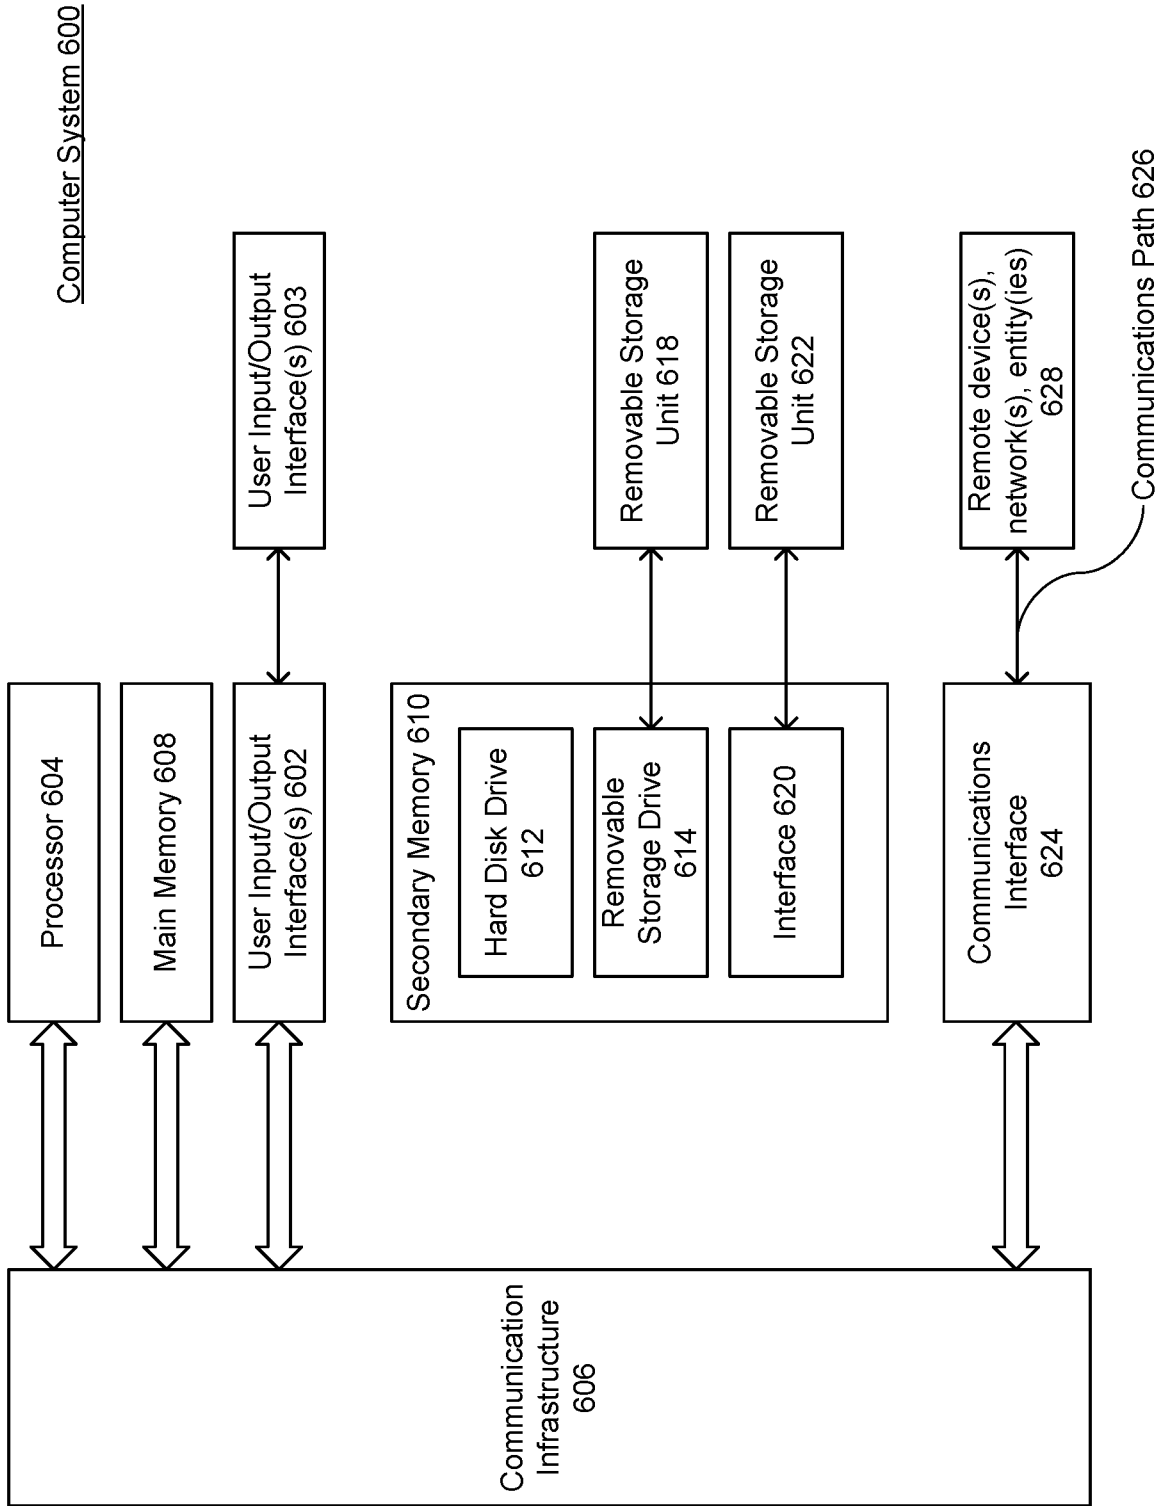 Computer System 600
Processor 604
Main Memory 608
User Input/Output
Interface(s) 602
User Input/Output
Interface(s) 603
Communication
Infrastructure
606
Secondary Memory 610
Hard Disk Drive
612
Removable
Storage Drive
614
Removable Storage
Unit 618
Interface 620
Removable Storage
Unit 622
Communications
Interface
624
Remote device(s),
network(s), entity(ies)
628
Communications Path 626